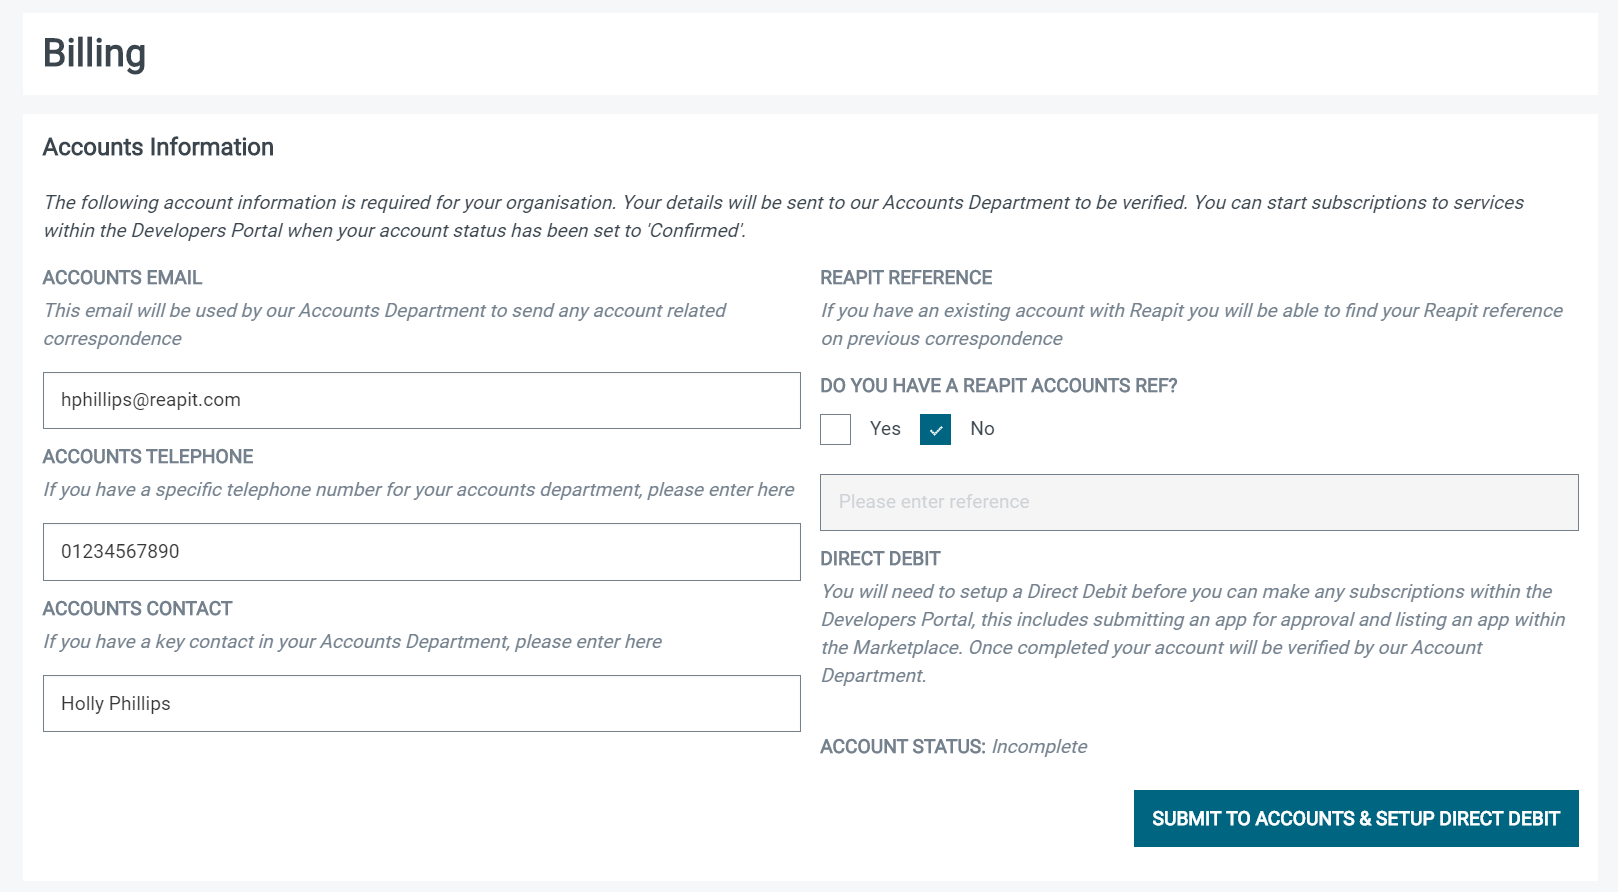 Billing
Accounts Information
The following account information is required for your organisation. Your details will be sent to our Accounts Department to be verified. You can start subscriptions to services
within the Developers Portal when your account status has been set to 'Confirmed'.
ACCOUNTS EMAIL
This email will be used by our Accounts Department to send any account related
correspondence
hphillips@reapit.com
ACCOUNTS TELEPHONE
If you have a specific telephone number for your accounts department, please enter here
01234567890
ACCOUNTS CONTACT
If you have a key contact in your Accounts Department, please enter here
Holly Phillips
REAPIT REFERENCE
If you have an existing account with Reapit you will be able to find your Reapit reference
on previous correspondence
DO YOU HAVE A REAPIT ACCOUNTS REF?
Yes No
Please enter reference
DIRECT DEBIT
You will need to setup a Direct Debit before you can make any subscriptions within the
Developers Portal, this includes submitting an app for approval and listing an app within
the Marketplace. Once completed your account will be verified by our Account
Department.
ACCOUNT STATUS: Incomplete
SUBMIT TO ACCOUNTS & SETUP DIRECT DEBIT